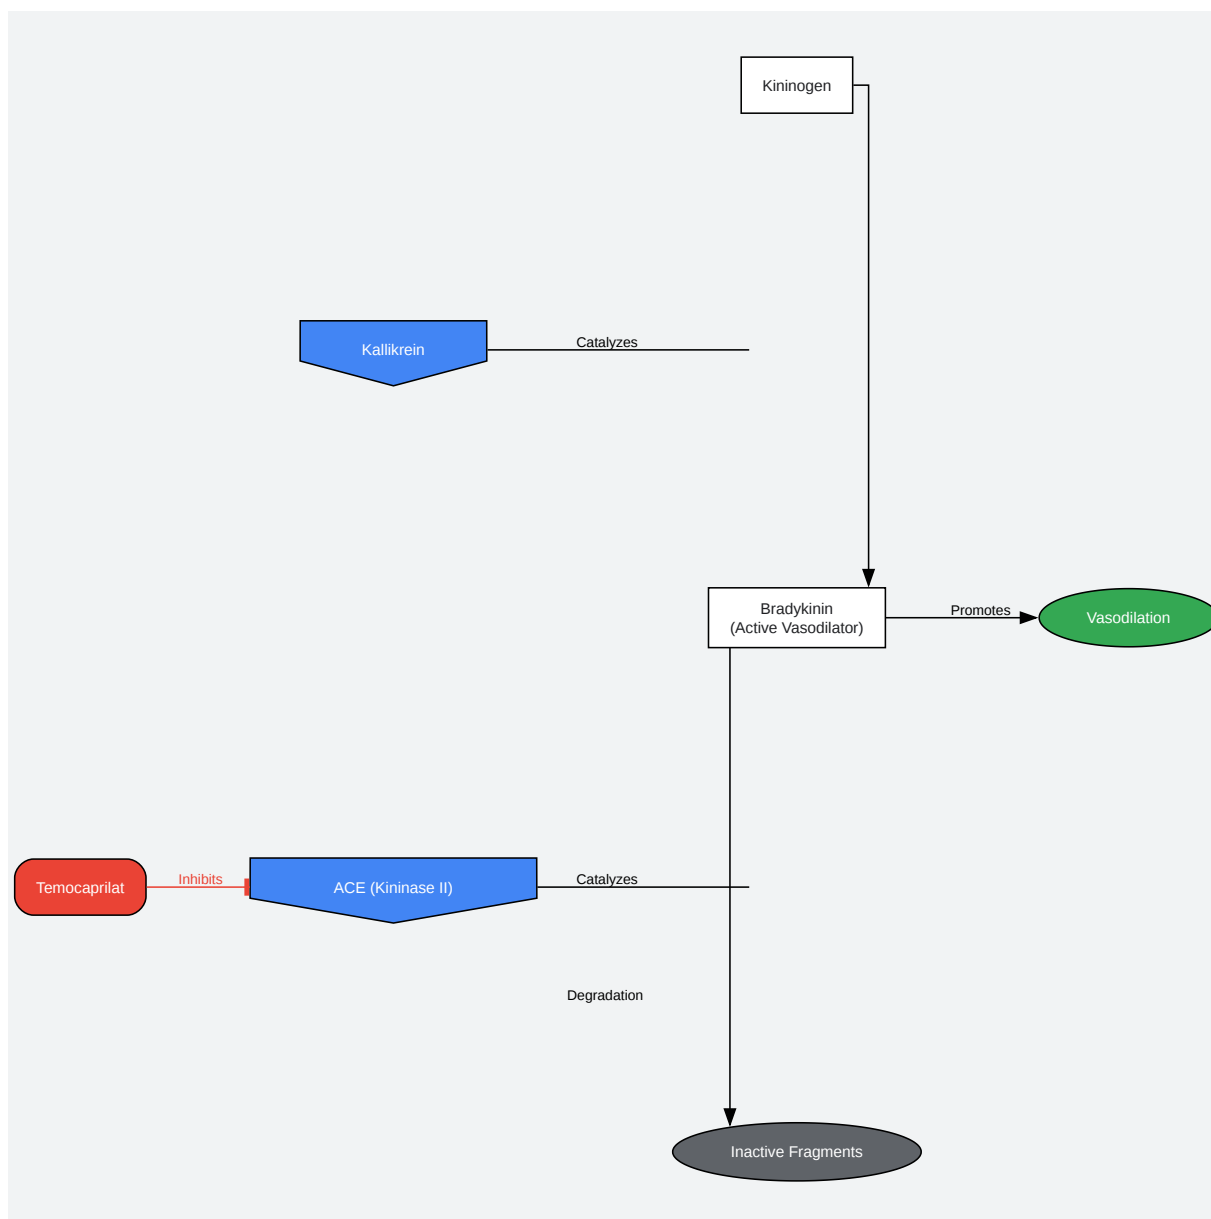 Kininogen
Kallikrein
Catalyzes
Bradykinin
(Active Vasodilator)
Promotes
Vasodilation
Temocaprilat
Inhibits
ACE (Kininase II)
Catalyzes
Degradation
Inactive Fragments